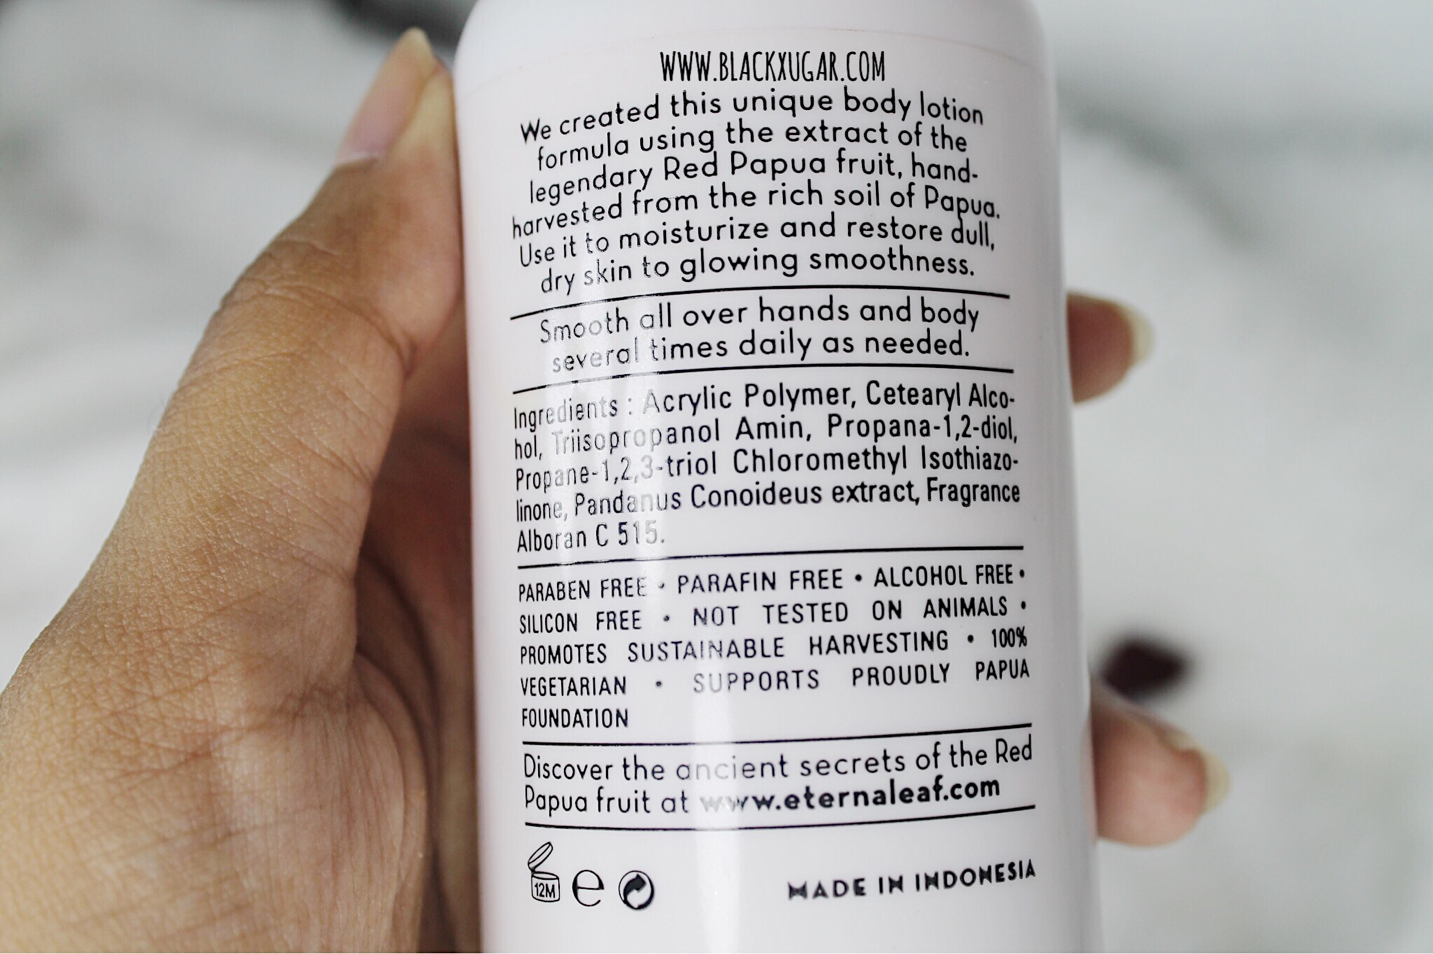 WWW.BLACKXUGAR.COM
We created this unique body lotion
formula using the extract of the
legendary Red Papua fruit, hand-
harvested from the rich soil of Papua.
Use it to moisturize and restore dull,
dry skin to glowing smoothness.
Smooth all over hands and body
several times daily as needed.
Ingredients : Acrylic Polymer, Cetearyl Alco-
hol, Triisopropanol Amin, Propana-1,2-diol,
Propane-1,2,3-triol Chloromethyl Isothiazo-
linone, Pandanus Conoideus extract, Fragrance
Alboran C 515.
PARABEN FREE • PARAFIN FREE • ALCOHOL FREE •
SILICON FREE • NOT TESTED ON ANIMALS •
PROMOTES SUSTAINABLE HARVESTING • 100%
VEGETARIAN • SUPPORTS PROUDLY PAPUA
FOUNDATION
Discover the ancient secrets of the Red
Papua fruit at www.eternaleaf.com
12M e MADE IN INDONESIA